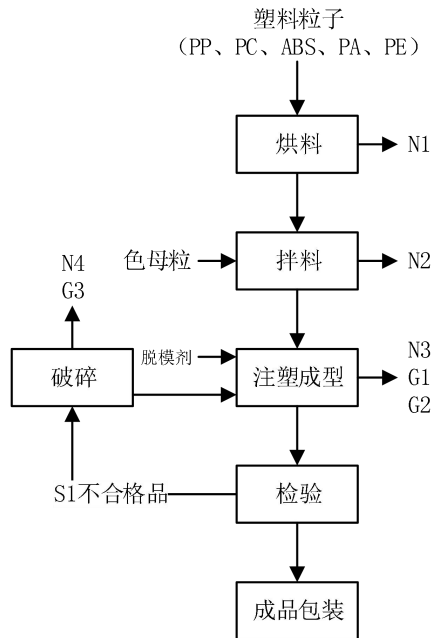 塑料粒子
（PP、PC、ABS、PA、PE）
烘料
N1
色母粒
拌料
N2
N4
G3
破碎
脱模剂
注塑成型
N3
G1
G2
S1不合格品
检验
成品包装